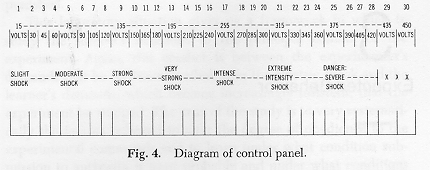 1 2 3 4 5 6 7 8 9 10 11 12 13 14 15 16 17 18 19 20 21 22 23 24 25 26 27 28 29 30
15 75 135 195 255 315 375 435 450
VOLTS 30 45 60 VOLTS 90 105 120 VOLTS 150 165 180 VOLTS 210 225 240 VOLTS 270 285 300 VOLTS 330 345 360 VOLTS 390 405 420 VOLTS VOLTS
SLIGHT SHOCK MODERATE SHOCK STRONG SHOCK VERY STRONG SHOCK INTENSE SHOCK EXTREME INTENSITY SHOCK DANGER: SEVERE SHOCK X X X
Fig. 4. Diagram of control panel.